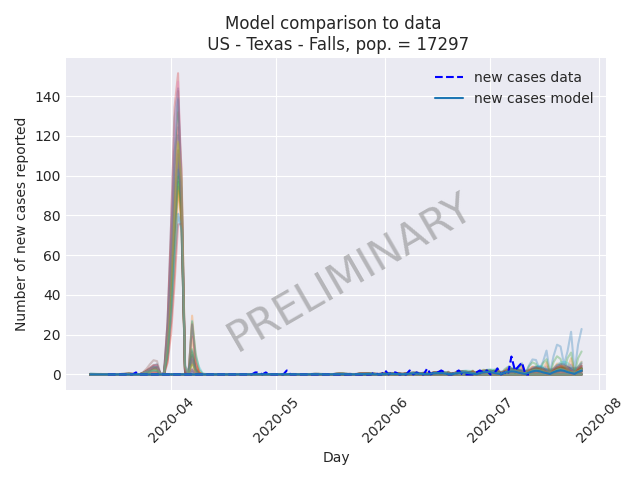 Model comparison to data
US - Texas - Falls, pop. = 17297
new cases data
new cases model
Number of new cases reported
140
120
100
80
60
40
20
0
PRELIMINARY
2020-04
2020-05
2020-06
2020-07
2020-08
Day